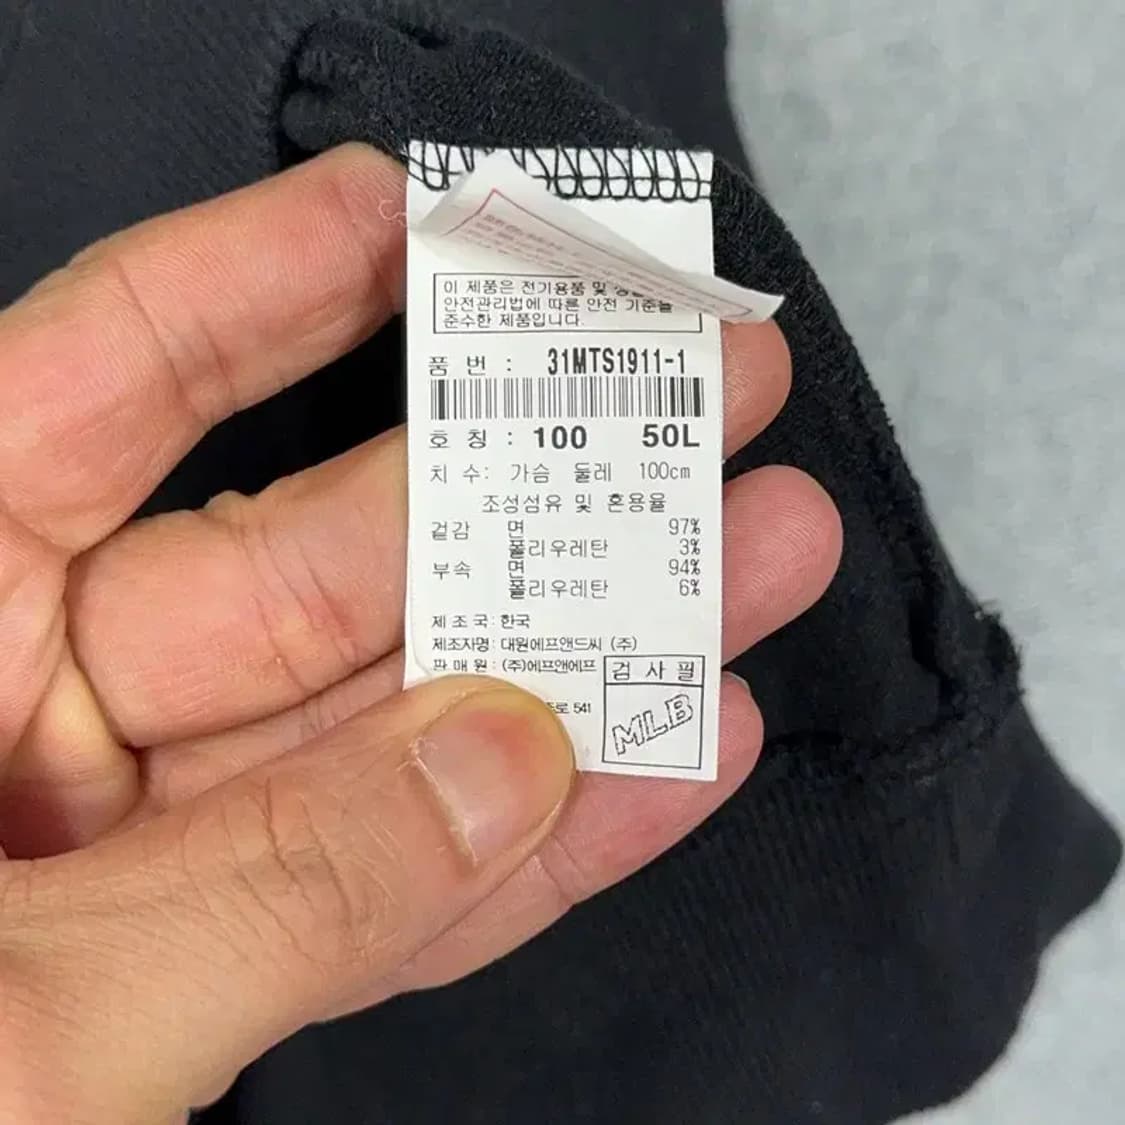 이 제품은 전기용품 및
안전관리법에 따른 안전 기준을
준수한 제품입니다.
품 번 : 31MTS1911-1
호 칭 : 100 50L
치 수: 가슴 둘레 100cm
조성섬유 및 혼용율
겉감 면 97%
폴리우레탄 3%
부속 면 94%
폴리우레탄 6%
제 조 국: 한국
제조자명: 대원에프앤드씨 (주)
판 매 원 : (주)에프앤에프
541
검 사 필
MLB